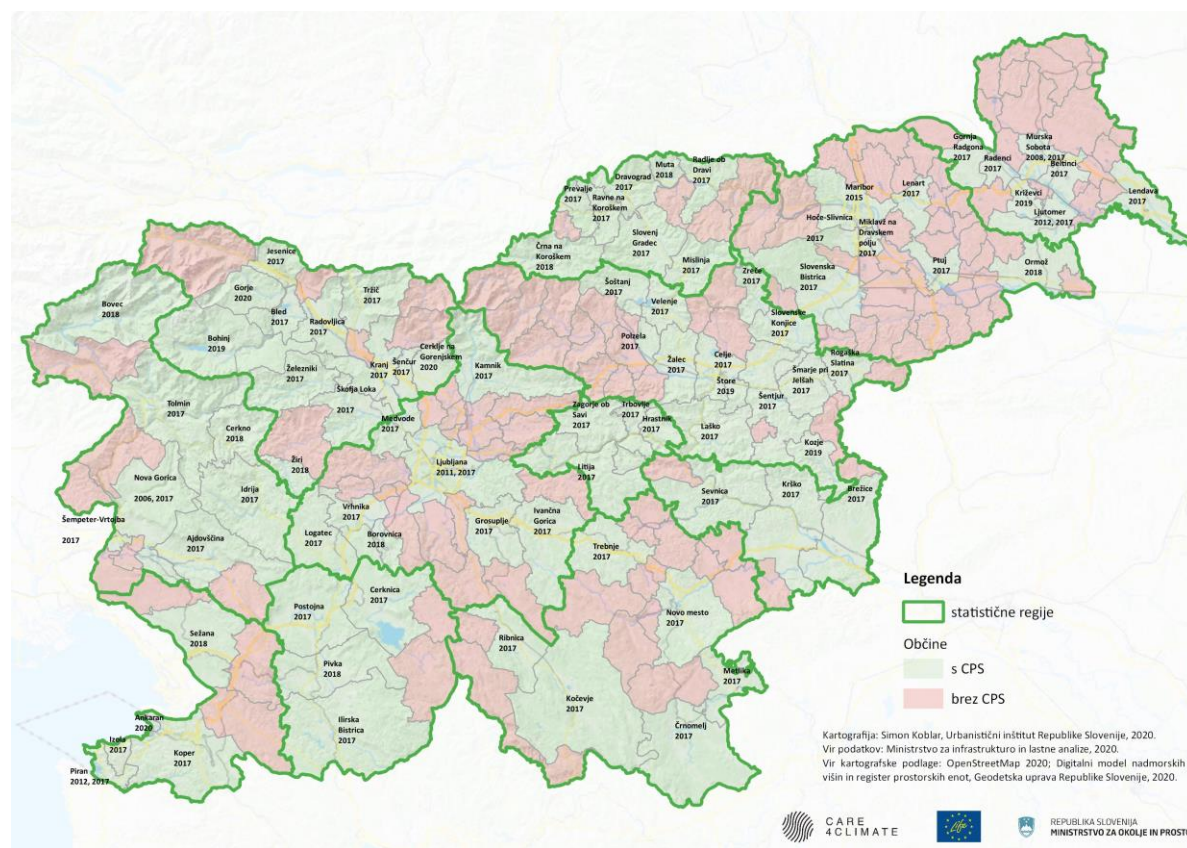 Gornja
Radgona
2017
Murska
Sobota
2008, 2017
Radenci
2017
Beltinci
2017
Lendava
2017
Križevci
2019
Ljutomer
2012, 2017
Muta
2018
Radlje ob
Dravi
2017
Dravograd
2017
Prevalje
2017
Ravne na
Koroškem
2017
Maribor
2015
Lenart
2017
Hoče-Slivnica
2017
Miklavž na
Dravskem
polju
2017
Slovenj
Gradec
2017
Črna na
Koroškem
2018
Mislinja
2017
Zreče
2017
Slovenska
Bistrica
2017
Ptuj
2017
Ormož
2018
Jesenice
2017
Gorje
2020
Tržič
2017
Bovec
2018
Bled
2017
Radovljica
2017
Šoštanj
2017
Velenje
2017
Slovenske
Konjice
2017
Bohinj
2019
Polzela
2017
Železniki
2017
Kranj
2017
Šenčur
2017
Cerklje na
Gorenjskem
2020
Kamnik
2017
Žalec
2017
Celje
2017
Rogaška
Slatina
2017
Šmarje pri
Jelšah
2017
Štore
2019
Šentjur
2017
Škofja Loka
2017
Tolmin
2017
Medvode
2017
Zagorje ob
Savi
2017
Trbovlje
2017
Hrastnik
2017
Laško
2017
Kozje
2019
Cerkno
2018
Žiri
2018
Ljubljana
2011, 2017
Litija
2017
Nova Gorica
2006, 2017
Idrija
2017
Sevnica
2017
Krško
2017
Brežice
2017
Šempeter-Vrtojba
2017
Vrhnika
2017
Logatec
2017
Borovnica
2018
Grosuplje
2017
Ivančna
Gorica
2017
Ajdovščina
2017
Trebnje
2017
Postojna
2017
Cerknica
2017
Novo mesto
2017
Sežana
2018
Ribnica
2017
Pivka
2018
Metlika
2017
Kočevje
2017
Ilirska
Bistrica
2017
Črnomelj
2017
Ankaran
2020
Izola
2017
Koper
2017
Piran
2012, 2017
Legenda
statistične regije
Občine
s CPS
brez CPS
Kartografija: Simon Koblar, Urbanistični inštitut Republike Slovenije, 2020.
Vir podatkov: Ministrstvo za infrastrukturo in lastne analize, 2020.
Vir kartografske podlage: OpenStreetMap 2020; Digitalni model nadmorskih
višin in register prostorskih enot, Geodetska uprava Republike Slovenije, 2020.
CARE
4CLIMATE
Life
REPUBLIKA SLOVENIJA
MINISTRSTVO ZA OKOLJE IN PROST